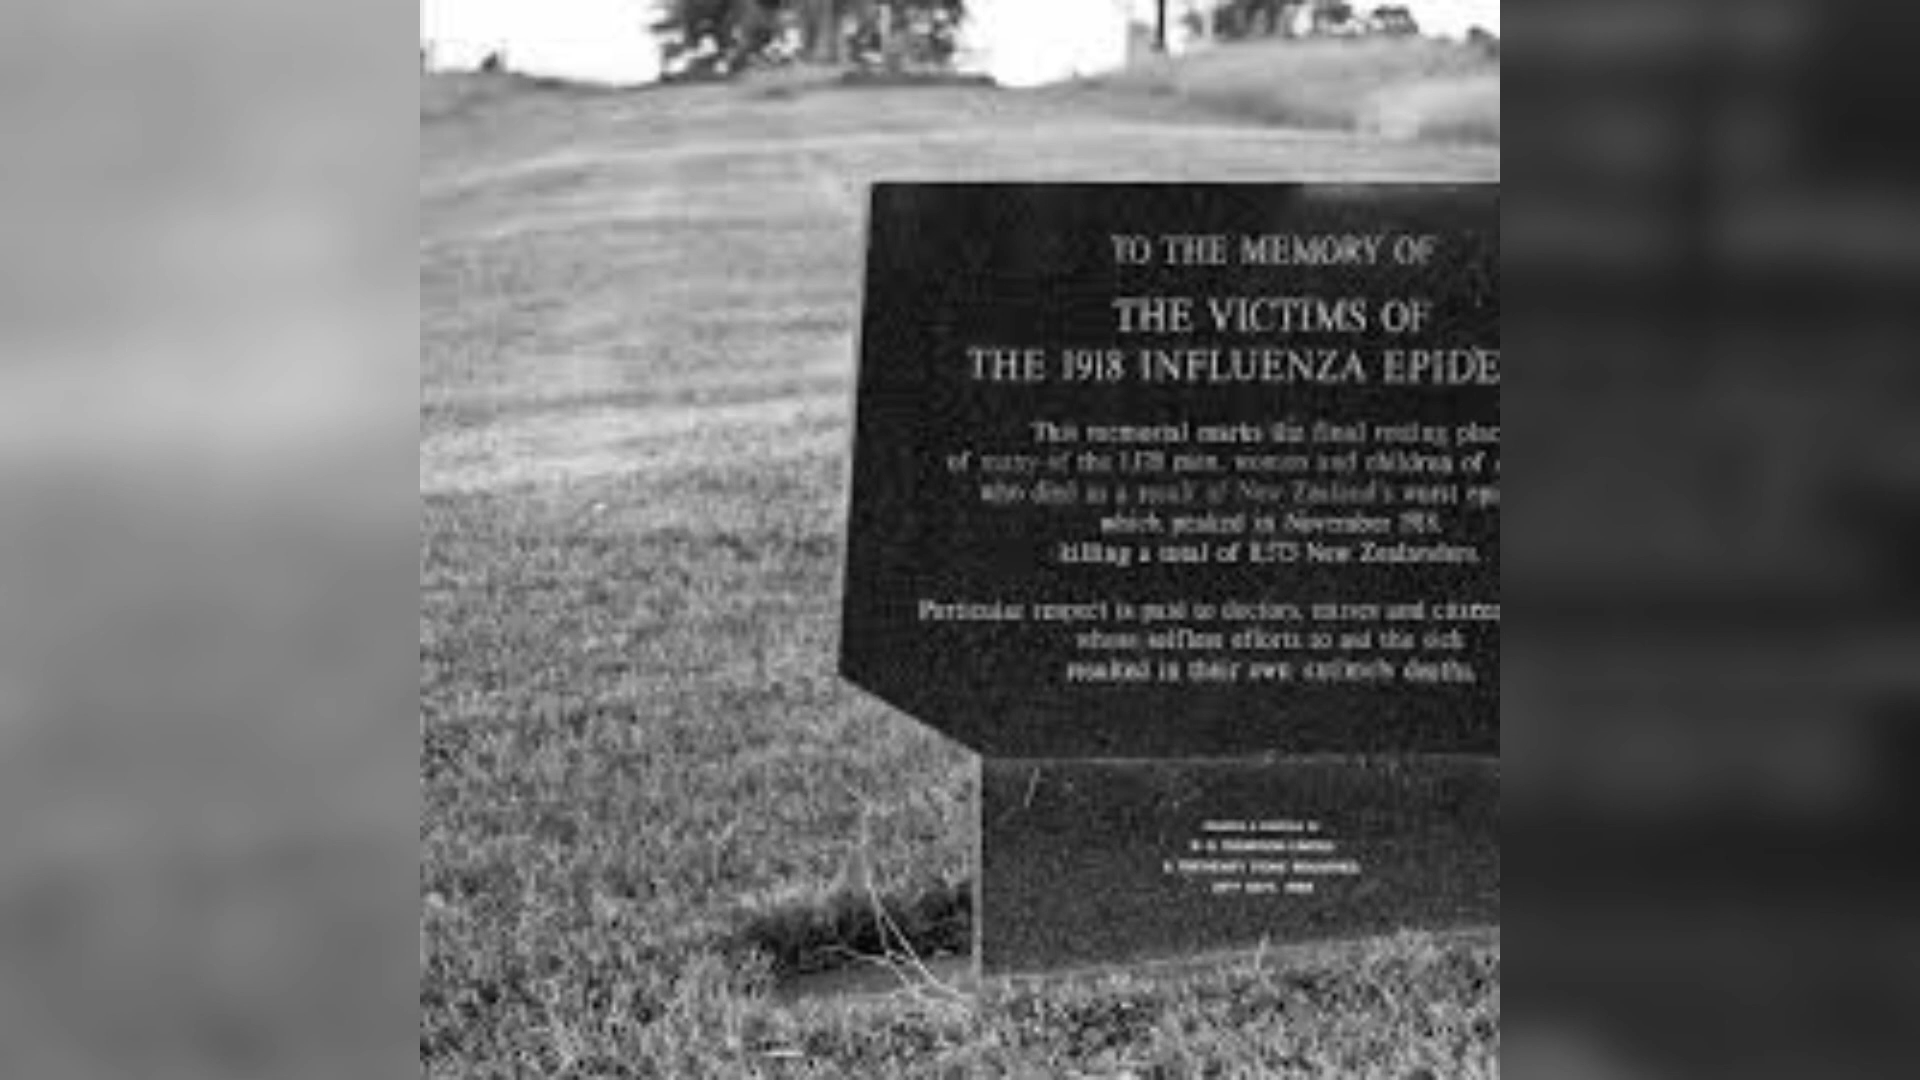 TO THE MEMORY OF
THE VICTIMS OF
THE 1918 INFLUENZA EPIDE
This memorial marks the final resting plac
of many of the men, women and children of
who died as a result of New Zealand's worst epi
which peaked in November 1918,
killing a total of 8,573 New Zealanders.
Particular respect is paid to doctors, nurses and citizen
whose selfless efforts to aid the sick
resulted in their own untimely deaths.